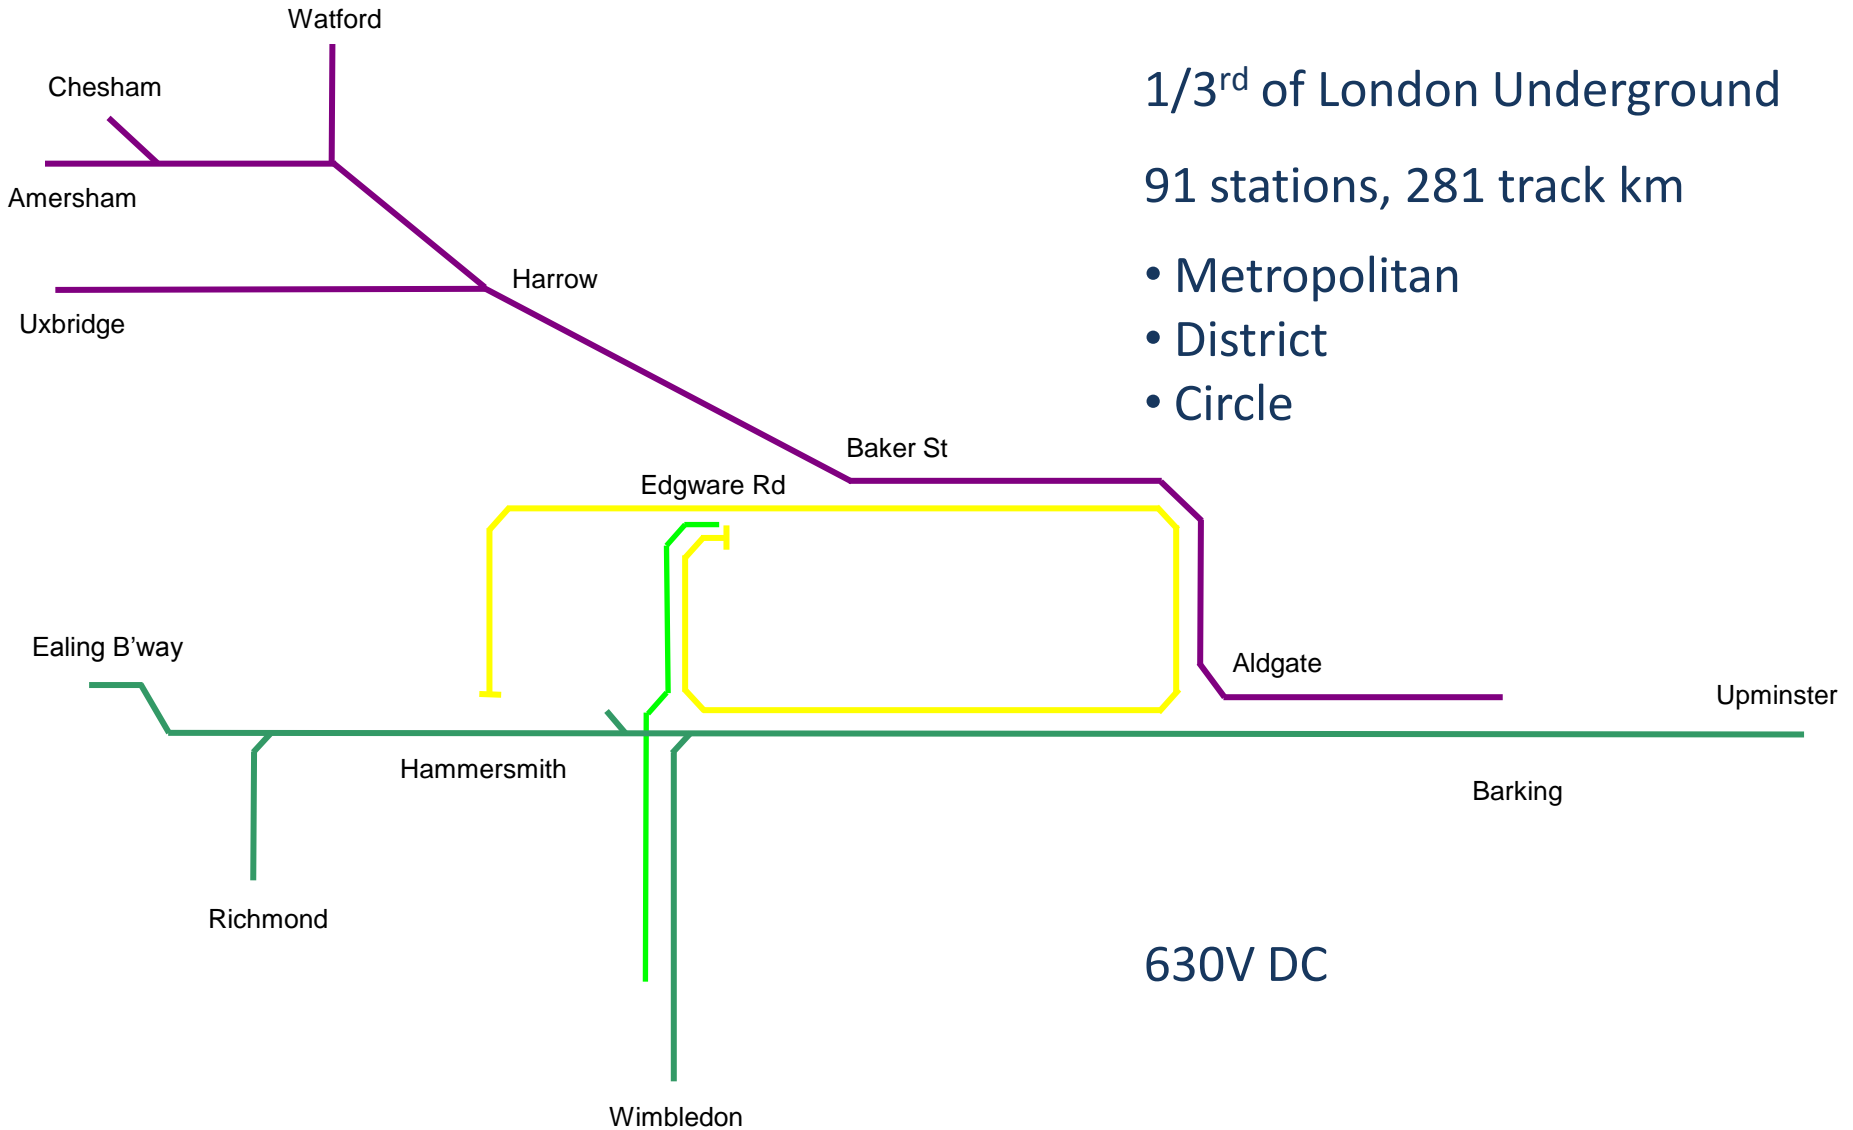 Watford
Chesham
1/3rd of London Underground
Amersham
91 stations, 281 track km
Harrow
• Metropolitan
Uxbridge
• District
• Circle
Baker St
Edgware Rd
Ealing B’way
Aldgate
Upminster
Hammersmith
Barking
Richmond
630V DC
Wimbledon